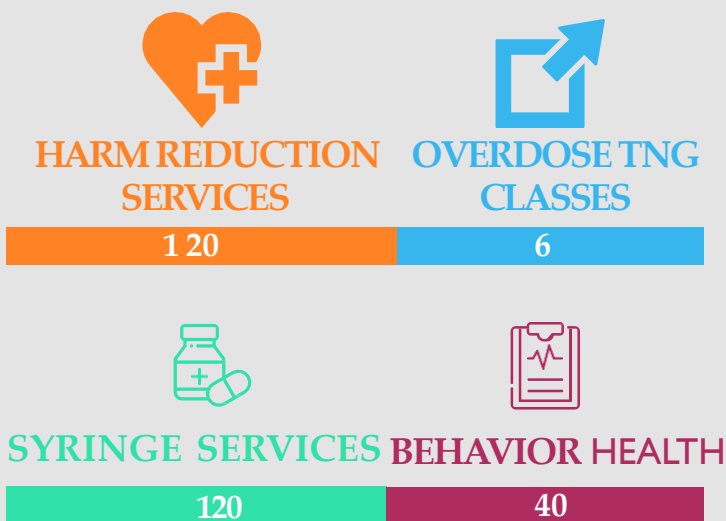 HARM REDUCTION
SERVICES
OVERDOSE TNG
CLASSES
1 20
6
SYRINGE SERVICES
BEHAVIOR HEALTH
120
40